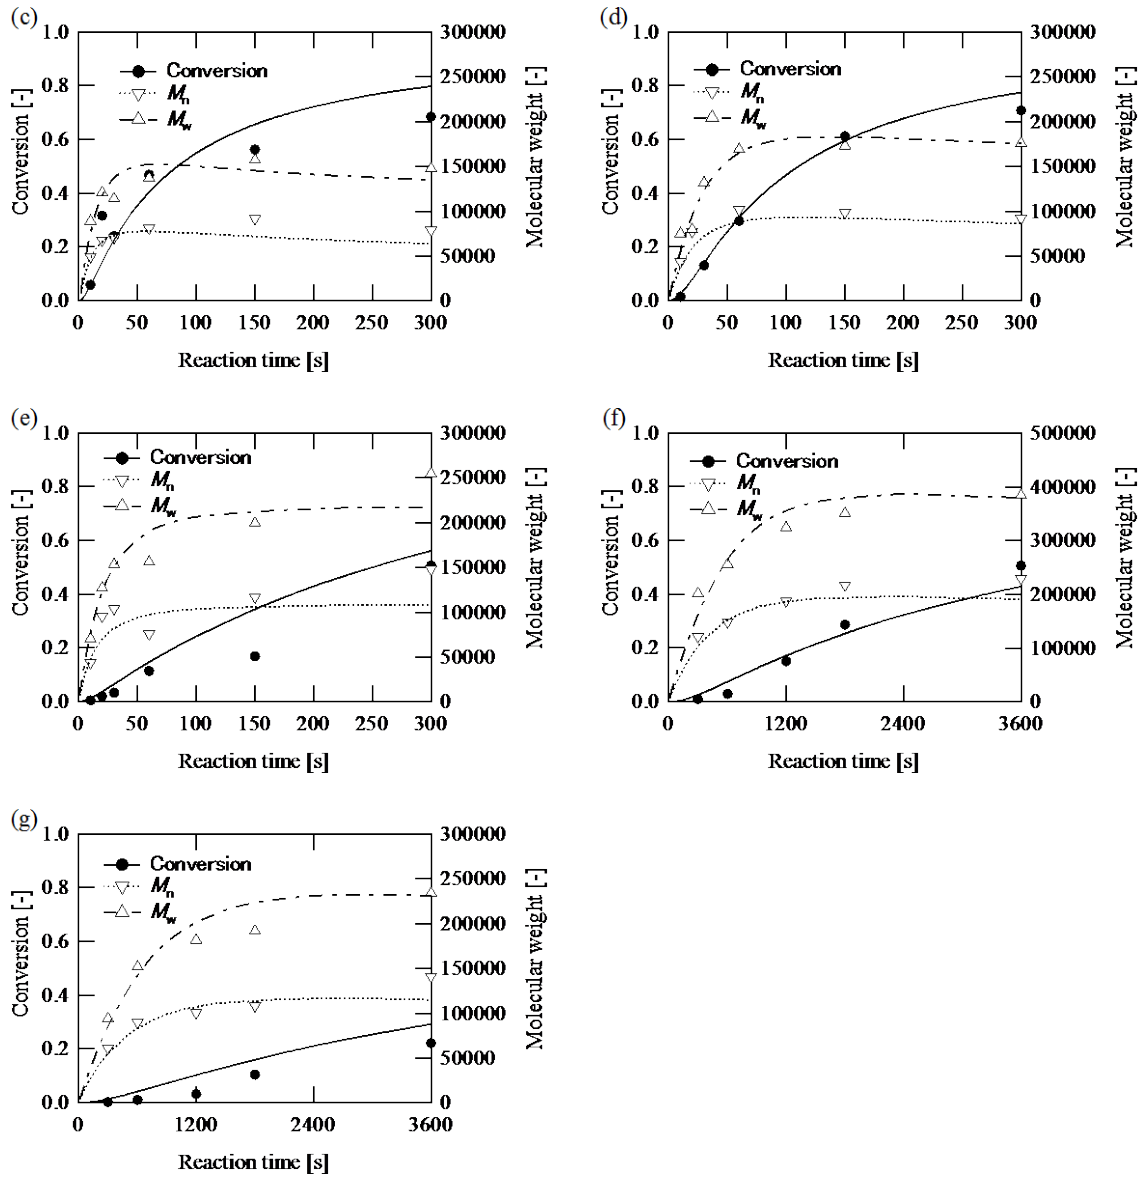 (c)
1.0
0.8
0.6
0.4
0.2
0.0
Conversion [-]
Conversion
Mn
Mw
300000
250000
200000
150000
100000
50000
0
Molecular weight [-]
0 50 100 150 200 250 300
Reaction time [s]
(d)
1.0
0.8
0.6
0.4
0.2
0.0
Conversion [-]
Conversion
Mn
Mw
300000
250000
200000
150000
100000
50000
0
Molecular weight [-]
0 50 100 150 200 250 300
Reaction time [s]
(e)
1.0
0.8
0.6
0.4
0.2
0.0
Conversion [-]
Conversion
Mn
Mw
300000
250000
200000
150000
100000
50000
0
Molecular weight [-]
0 50 100 150 200 250 300
Reaction time [s]
(f)
1.0
0.8
0.6
0.4
0.2
0.0
Conversion [-]
Conversion
Mn
Mw
500000
400000
300000
200000
100000
0
Molecular weight [-]
0 1200 2400 3600
Reaction time [s]
(g)
1.0
0.8
0.6
0.4
0.2
0.0
Conversion [-]
Conversion
Mn
Mw
300000
250000
200000
150000
100000
50000
0
Molecular weight [-]
0 1200 2400 3600
Reaction time [s]